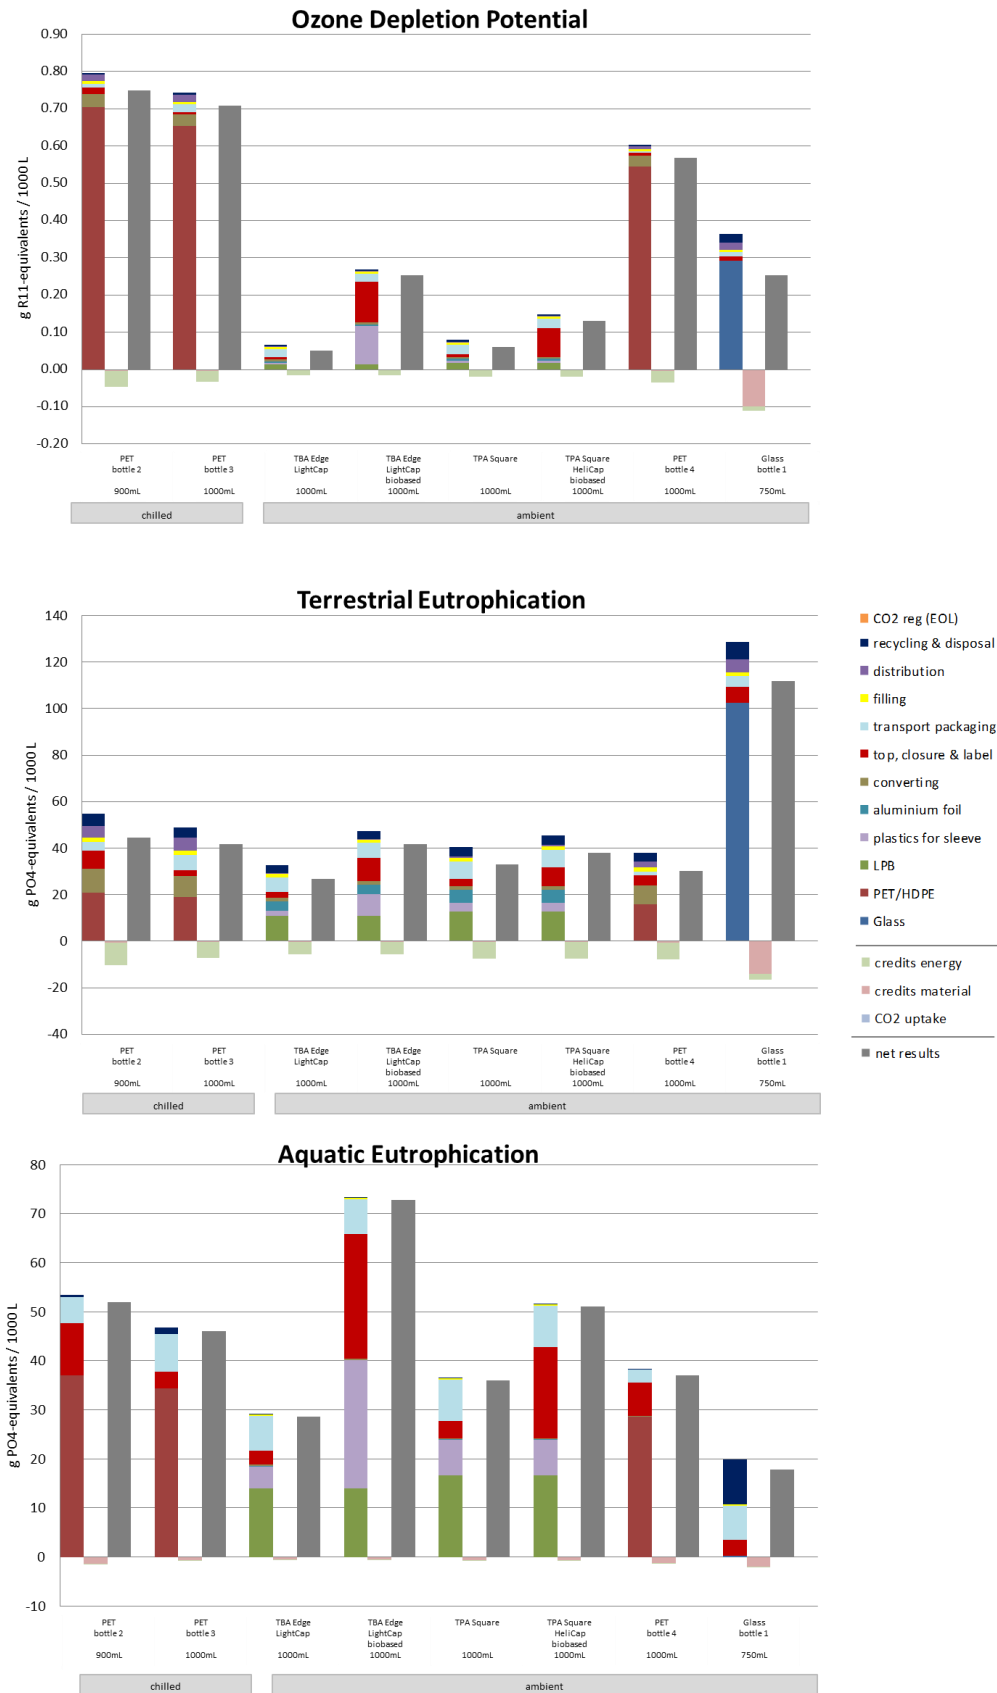 Ozone Depletion Potential
g R11-equivalents / 1000 L
0.90
0.80
0.70
0.60
0.50
0.40
0.30
0.20
0.10
0.00
-0.10
-0.20
PET bottle 2 900mL
PET bottle 3 1000mL
TBA Edge LightCap 1000mL
TBA Edge LightCap biobased 1000mL
TPA Square 1000mL
TPA Square HeliCap biobased 1000mL
PET bottle 4 1000mL
Glass bottle 1 750mL
chilled
ambient
Terrestrial Eutrophication
g PO4-equivalents / 1000 L
140
120
100
80
60
40
20
0
-20
-40
PET bottle 2 900mL
PET bottle 3 1000mL
TBA Edge LightCap 1000mL
TBA Edge LightCap biobased 1000mL
TPA Square 1000mL
TPA Square HeliCap biobased 1000mL
PET bottle 4 1000mL
Glass bottle 1 750mL
chilled
ambient
CO2 reg (EOL)
recycling & disposal
distribution
filling
transport packaging
top, closure & label
converting
aluminium foil
plastics for sleeve
LPB
PET/HDPE
Glass
credits energy
credits material
CO2 uptake
net results
Aquatic Eutrophication
g PO4-equivalents / 1000 L
80
70
60
50
40
30
20
10
0
-10
PET bottle 2 900mL
PET bottle 3 1000mL
TBA Edge LightCap 1000mL
TBA Edge LightCap biobased 1000mL
TPA Square 1000mL
TPA Square HeliCap biobased 1000mL
PET bottle 4 1000mL
Glass bottle 1 750mL
chilled
ambient